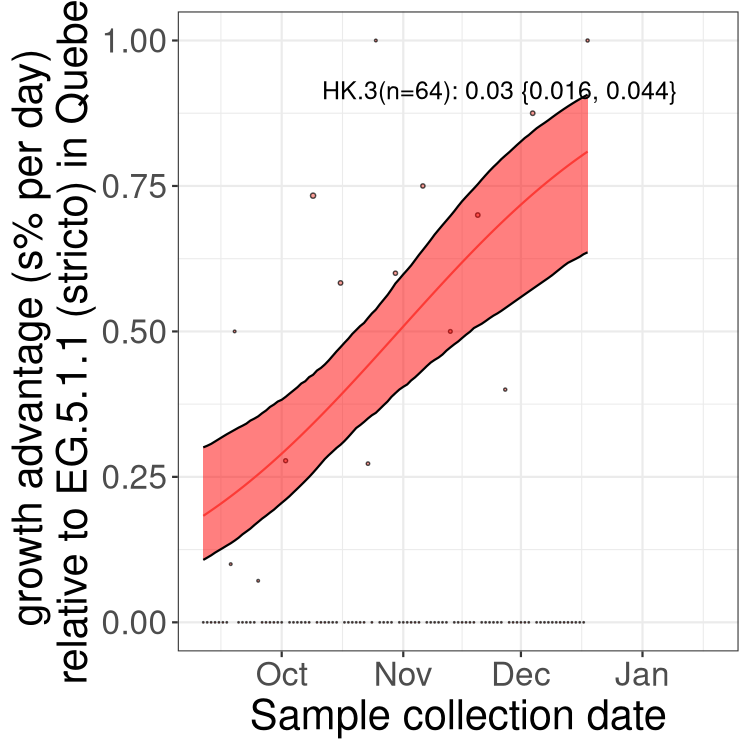 growth advantage (s% per day)
relative to EG.5.1.1 (stricto) in Quebe
1.00
0.75
0.50
0.25
0.00
HK.3(n=64): 0.03 {0.016, 0.044}
Oct Nov Dec Jan
Sample collection date